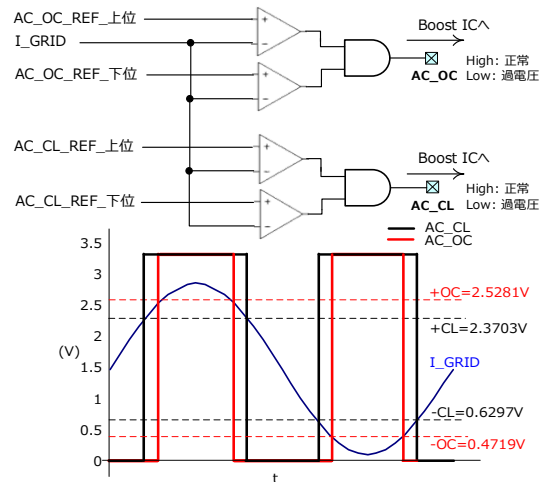 AC_OC_REF_上位
I_GRID
AC_OC_REF_下位
Boost ICへ
AC_OC
High: 正常
Low: 過電圧
AC_CL_REF_上位
AC_CL_REF_下位
Boost ICへ
AC_CL
High: 正常
Low: 過電圧
AC_CL
AC_OC
3.5
3
2.5
2
1.5
1
0.5
0
(V)
+OC=2.5281V
+CL=2.3703V
I_GRID
-CL=0.6297V
-OC=0.4719V
t